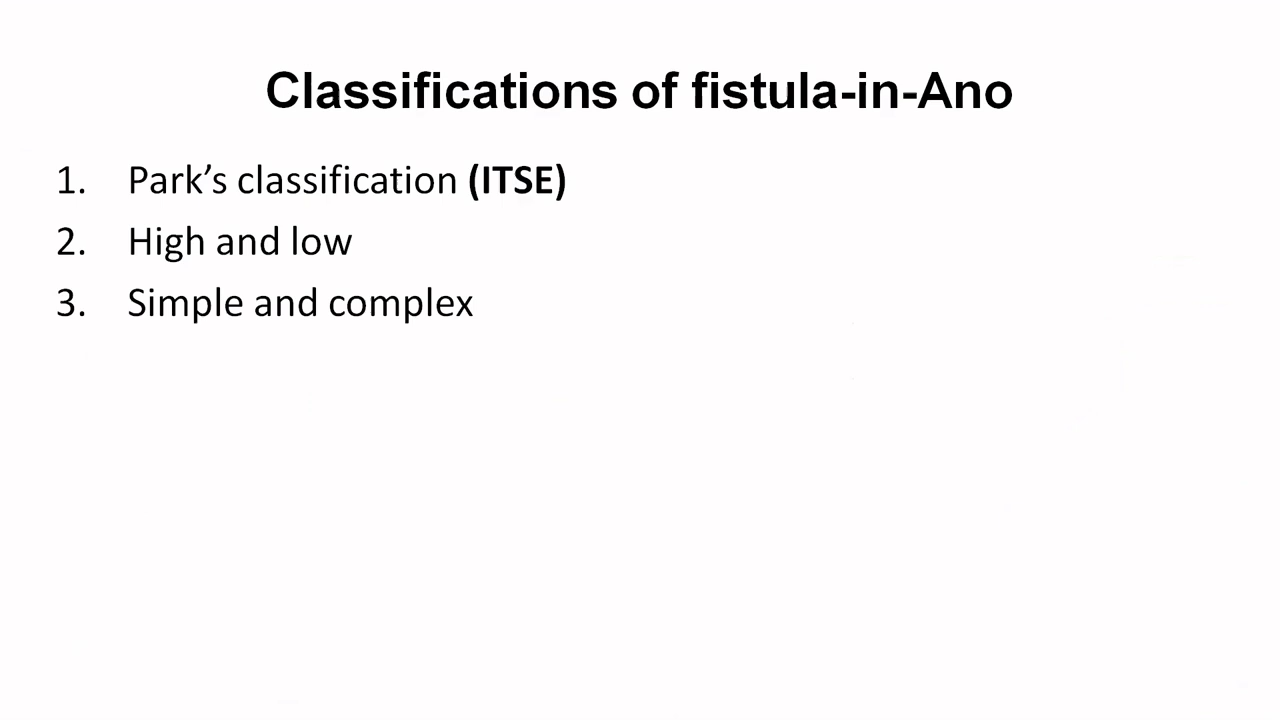 Classifications of fistula-in-Ano
1. Park’s classification (ITSE)
2. High and low
3. Simple and complex